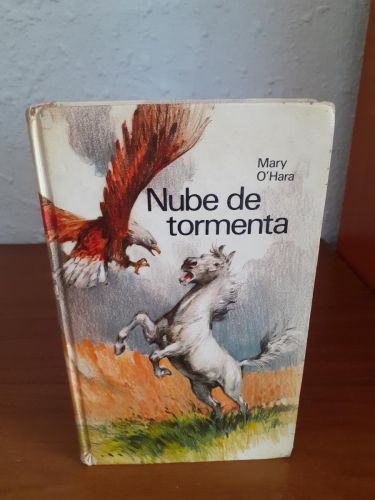 Mary
O'Hara
Nube de
tormenta